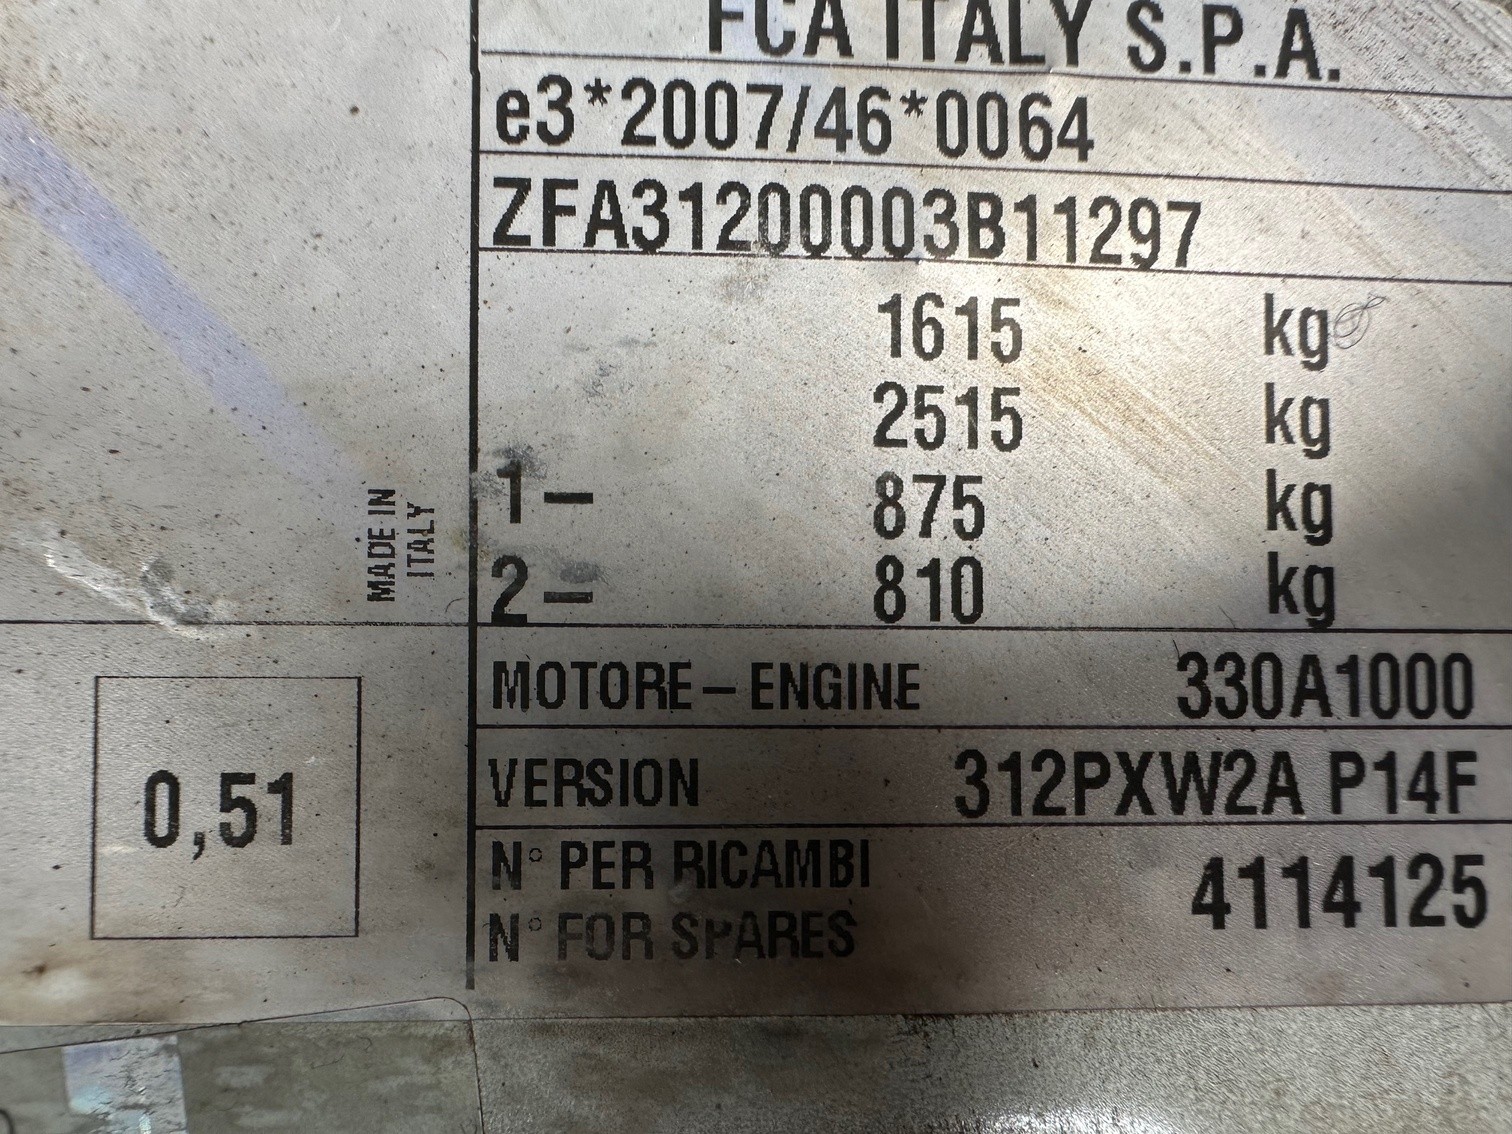 FCA ITALY S.P.A.
e3*2007/46*0064
ZFA31200003B11297
1615 kg
2515 kg
1– 875 kg
2– 810 kg
MADE IN
ITALY
MOTORE – ENGINE 330A1000
VERSION 312PXW2A P14F
0,51
N° PER RICAMBI
N° FOR SPARES 4114125